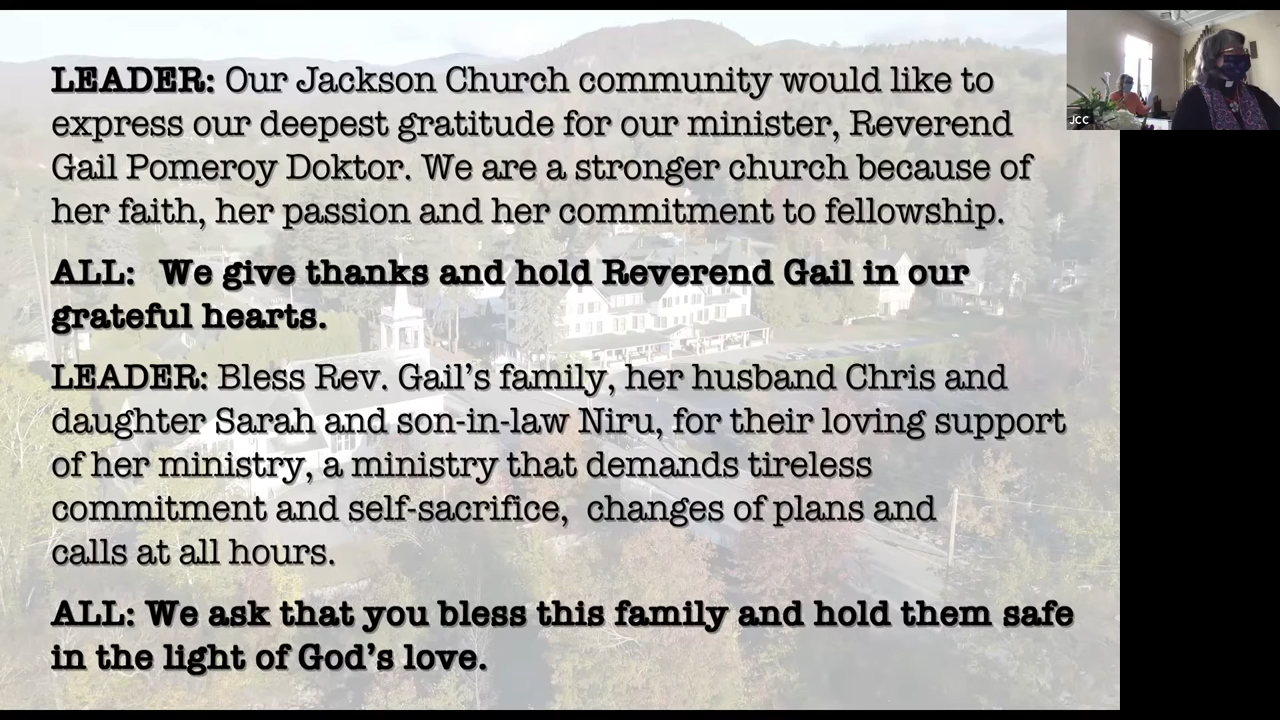 LEADER: Our Jackson Church community would like to
express our deepest gratitude for our minister, Reverend
Gail Pomeroy Doktor. We are a stronger church because of
her faith, her passion and her commitment to fellowship.
ALL:  We give thanks and hold Reverend Gail in our
grateful hearts.
LEADER: Bless Rev. Gail's family, her husband Chris and
daughter Sarah and son-in-law Niru, for their loving support
of her ministry, a ministry that demands tireless
commitment and self-sacrifice,  changes of plans and
calls at all hours.
ALL: We ask that you bless this family and hold them safe
in the light of God's love.
JCC